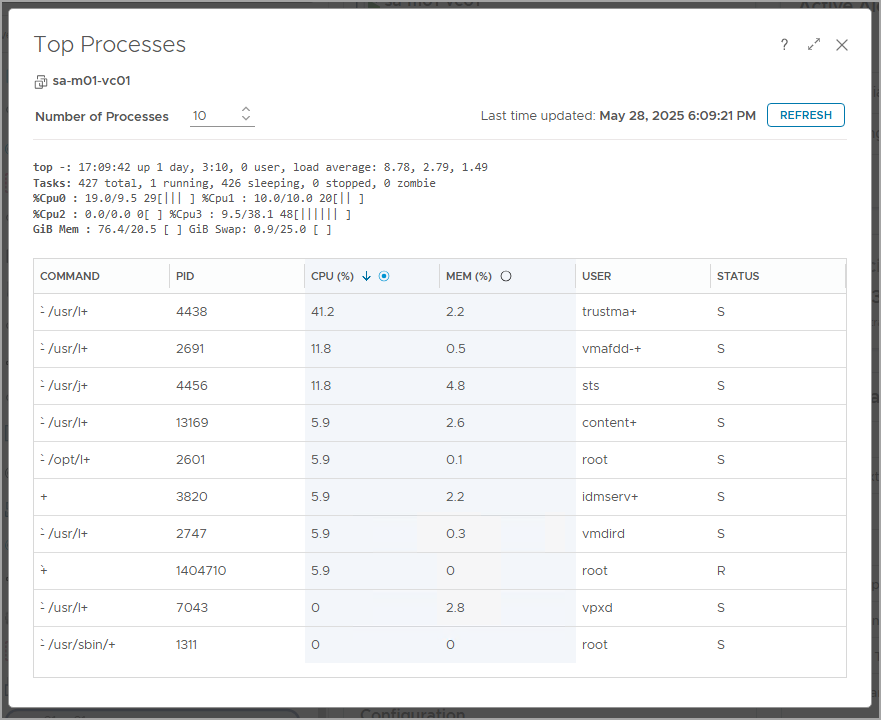 sa-m01-vc01
Active Al
Top Processes
?
sa-m01-vc01
Number of Processes 10 Last time updated: May 28, 2025 6:09:21 PM REFRESH
top -: 17:09:42 up 1 day, 3:10, 0 user, load average: 8.78, 2.79, 1.49
Tasks: 427 total, 1 running, 426 sleeping, 0 stopped, 0 zombie
%Cpu0 : 19.0/9.5 29[||| ] %Cpu1 : 10.0/10.0 20[|| ]
%Cpu2 : 0.0/0.0 0[ ] %Cpu3 : 9.5/38.1 48[|||||| ]
GiB Mem : 76.4/20.5 [ ] GiB Swap: 0.9/25.0 [ ]
COMMAND PID CPU (%) MEM (%) USER STATUS
`- /usr/l+ 4438 41.2 2.2 trustma+ S
`- /usr/l+ 2691 11.8 0.5 vmafdd-+ S
`- /usr/j+ 4456 11.8 4.8 sts S
`- /usr/l+ 13169 5.9 2.6 content+ S
`- /opt/l+ 2601 5.9 0.1 root S
+ 3820 5.9 2.2 idmserv+ S
`- /usr/l+ 2747 5.9 0.3 vmdird S
`+ 1404710 5.9 0 root R
`- /usr/l+ 7043 0 2.8 vpxd S
`- /usr/sbin/+ 1311 0 0 root S
Configuration